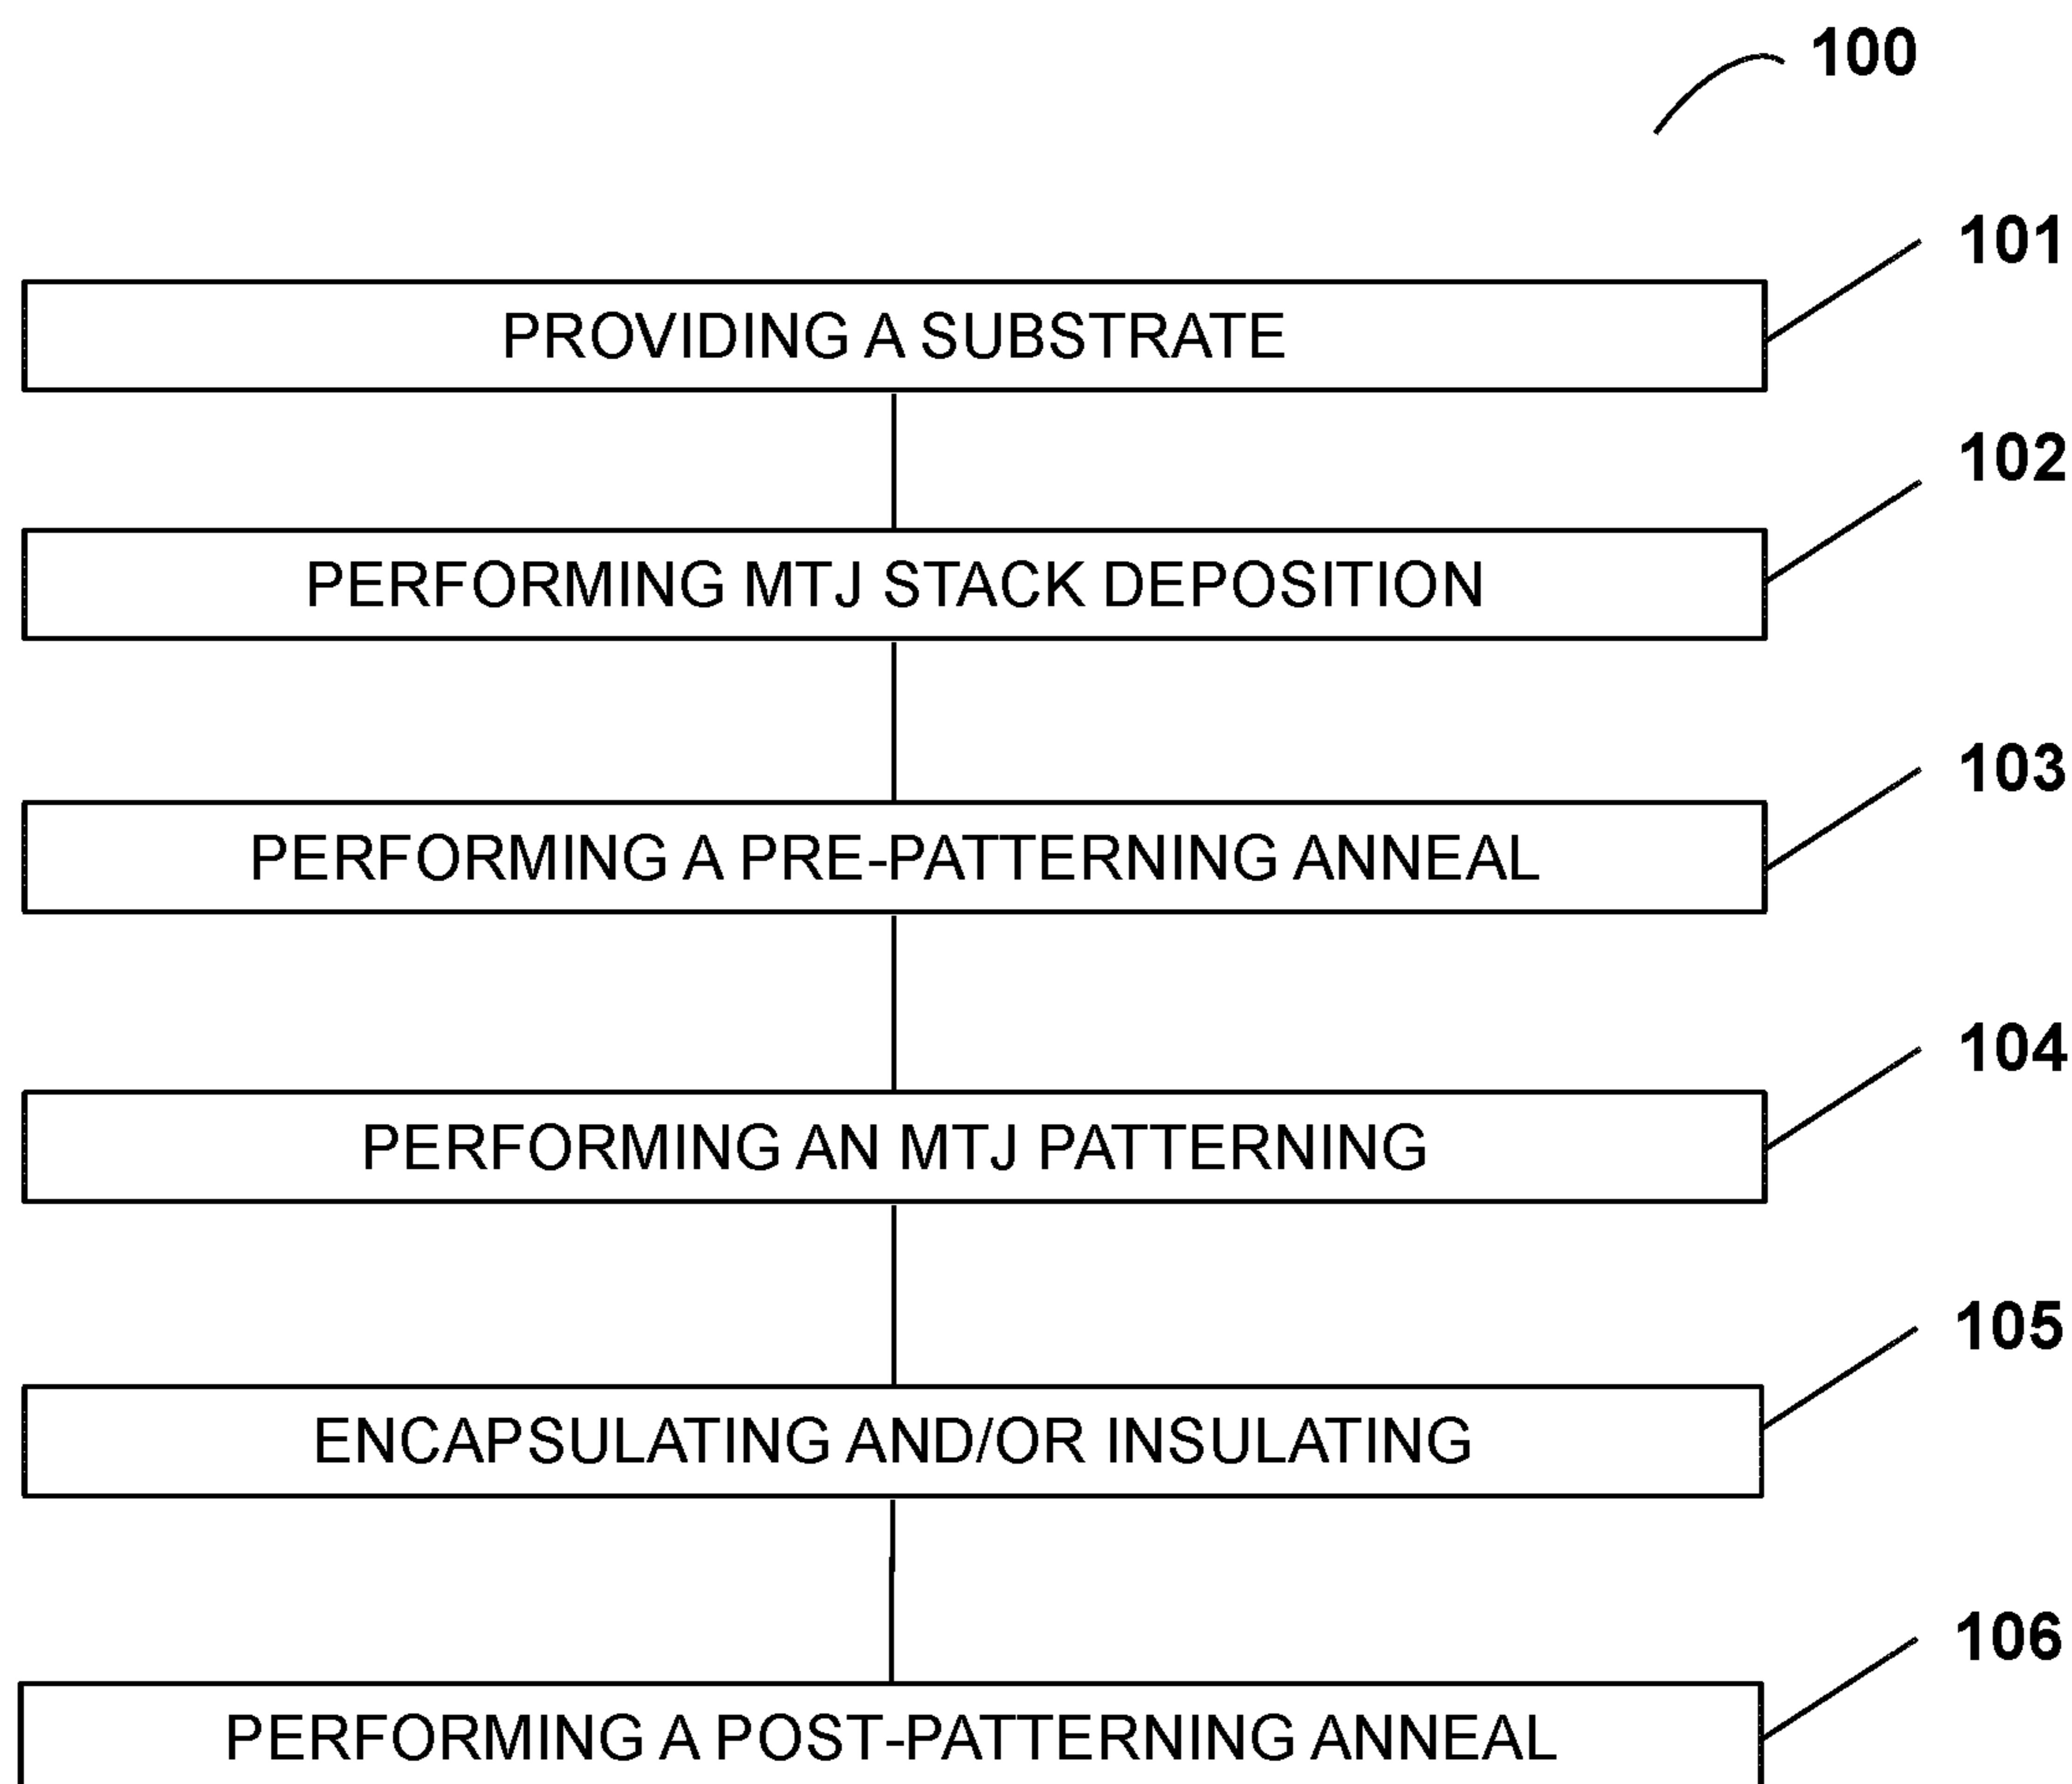 100
101
PROVIDING A SUBSTRATE
102
PERFORMING MTJ STACK DEPOSITION
103
PERFORMING A PRE-PATTERNING ANNEAL
104
PERFORMING AN MTJ PATTERNING
105
ENCAPSULATING AND/OR INSULATING
106
PERFORMING A POST-PATTERNING ANNEAL